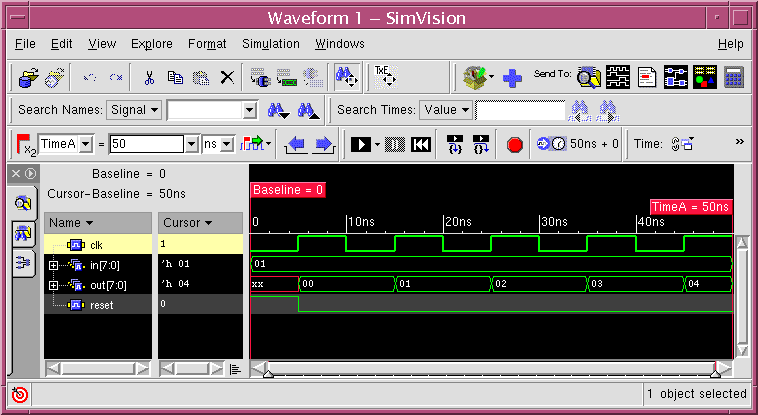 Waveform 1 – SimVision
File Edit View Explore Format Simulation Windows Help
TxE Send To:
Search Names: Signal Search Times: Value
x2 TimeA = 50 ns 50ns + 0 Time: »
Baseline = 0
Cursor-Baseline = 50ns
Baseline = 0
TimeA = 50ns
Name Cursor 0 10ns 20ns 30ns 40ns
clk 1
in[7:0] 'h 01 01
out[7:0] 'h 04 xx 00 01 02 03 04
reset 0
1 object selected